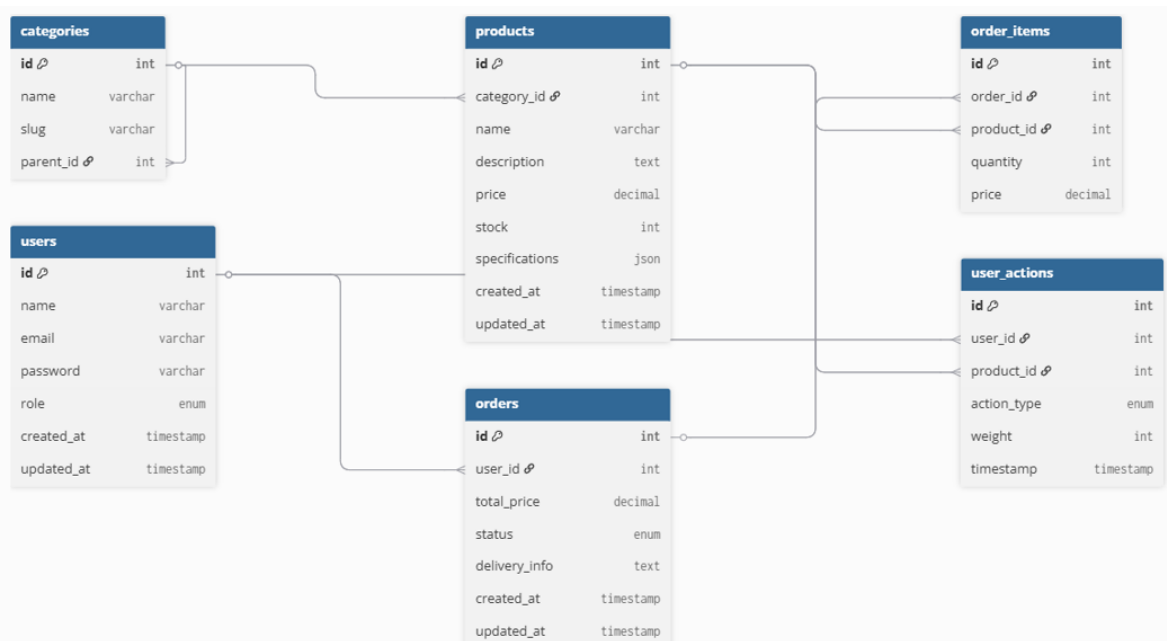 categories
id int
name varchar
slug varchar
parent_id int
users
id int
name varchar
email varchar
password varchar
role enum
created_at timestamp
updated_at timestamp
products
id int
category_id int
name varchar
description text
price decimal
stock int
specifications json
created_at timestamp
updated_at timestamp
orders
id int
user_id int
total_price decimal
status enum
delivery_info text
created_at timestamp
updated_at timestamp
order_items
id int
order_id int
product_id int
quantity int
price decimal
user_actions
id int
user_id int
product_id int
action_type enum
weight int
timestamp timestamp